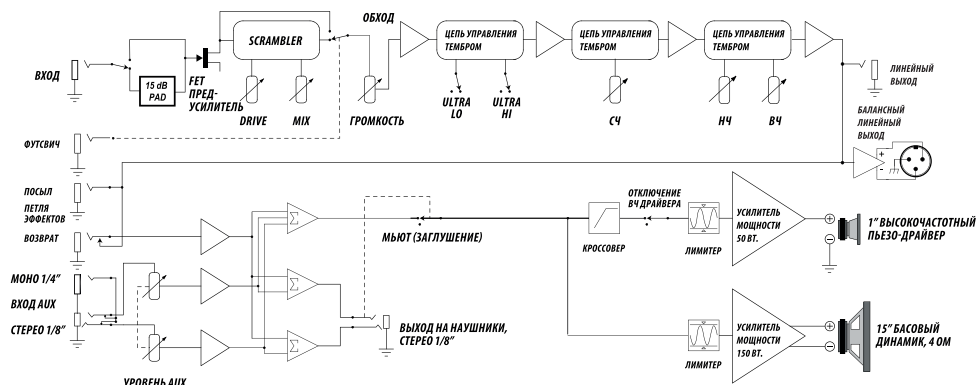 ВХОД
15 dB
PAD
FET
ПРЕД-
УСИЛИТЕЛЬ
SCRAMBLER
DRIVE
MIX
ОБХОД
ГРОМКОСТЬ
ЦЕПЬ УПРАВЛЕНИЯ
ТЕМБРОМ
ULTRA
LO
ULTRA
HI
ЦЕПЬ УПРАВЛЕНИЯ
ТЕМБРОМ
СЧ
ЦЕПЬ УПРАВЛЕНИЯ
ТЕМБРОМ
НЧ
ВЧ
ЛИНЕЙНЫЙ
ВЫХОД
БАЛАНСНЫЙ
ЛИНЕЙНЫЙ
ВЫХОД
+
-
ФУТСВИЧ
ПОСЫЛ
ПЕТЛЯ
ЭФФЕКТОВ
ВОЗВРАТ
МОНО 1/4"
ВХОД AUX
СТЕРЕО 1/8"
УРОВЕНЬ AUX
Σ
Σ
Σ
МЬЮТ (ЗАГЛУШЕНИЕ)
ВЫХОД НА НАУШНИКИ,
СТЕРЕО 1/8"
КРОССОВЕР
ОТКЛЮЧЕНИЕ
ВЧ ДРАЙВЕРА
ЛИМИТЕР
УСИЛИТЕЛЬ
МОЩНОСТИ
50 ВТ.
+
-
1" ВЫСОКОЧАСТОТНЫЙ
ПЬЕЗО-ДРАЙВЕР
ЛИМИТЕР
УСИЛИТЕЛЬ
МОЩНОСТИ
150 ВТ.
+
-
15" БАСОВЫЙ
ДИНАМИК, 4 ОМ